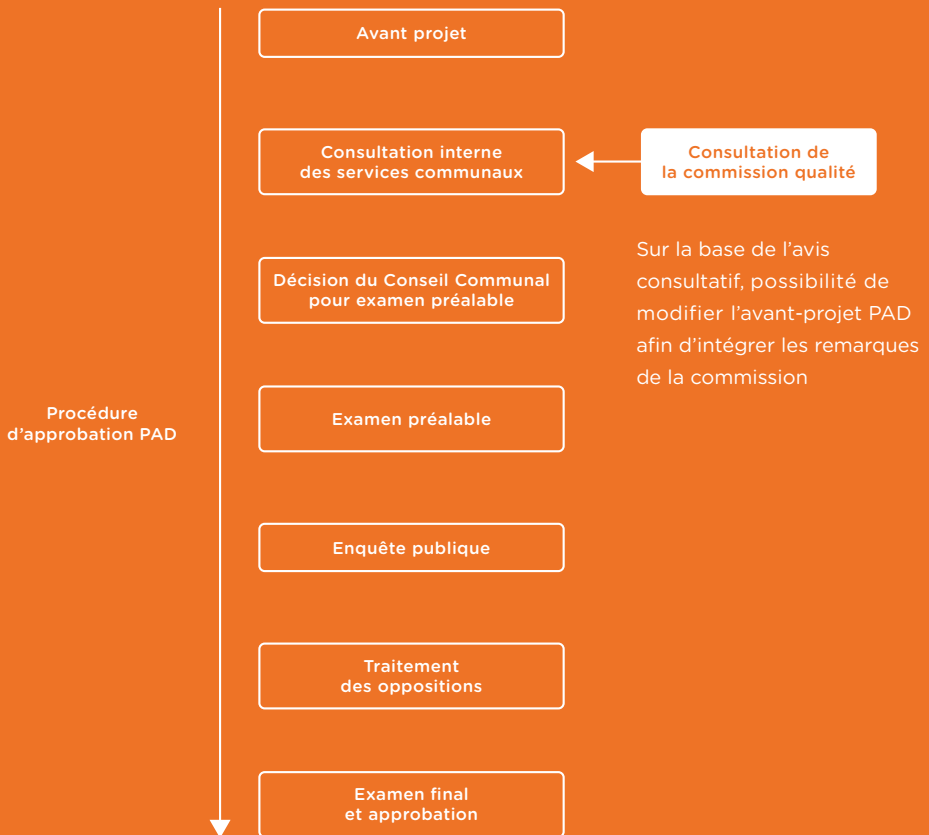 Avant projet
Consultation interne
des services communaux
Consultation de
la commission qualité
Sur la base de l’avis
consultatif, possibilité de
modifier l’avant-projet PAD
afin d’intégrer les remarques
de la commission
Décision du Conseil Communal
pour examen préalable
Procédure
d’approbation PAD
Examen préalable
Enquête publique
Traitement
des oppositions
Examen final
et approbation